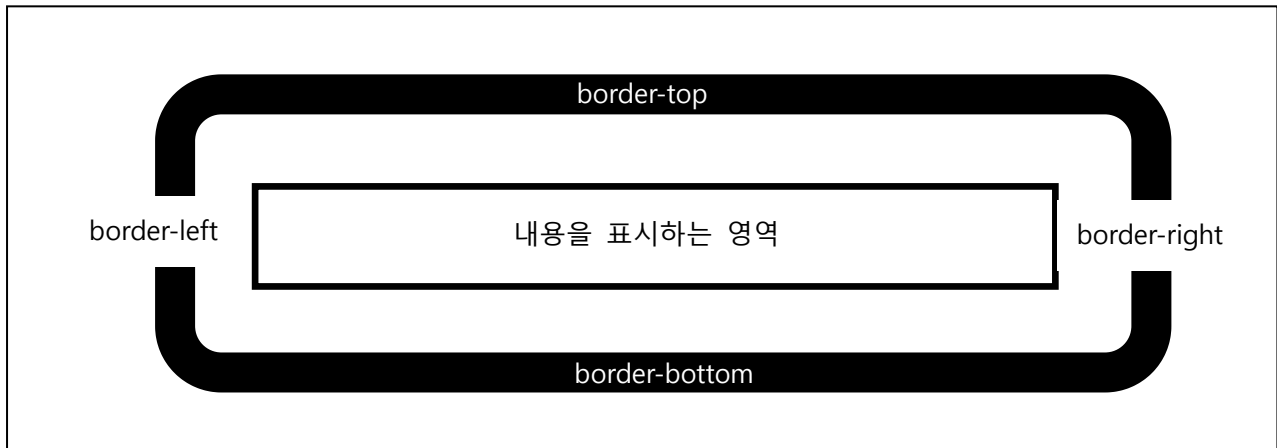 border-top
border-left
내용을 표시하는 영역
border-right
border-bottom